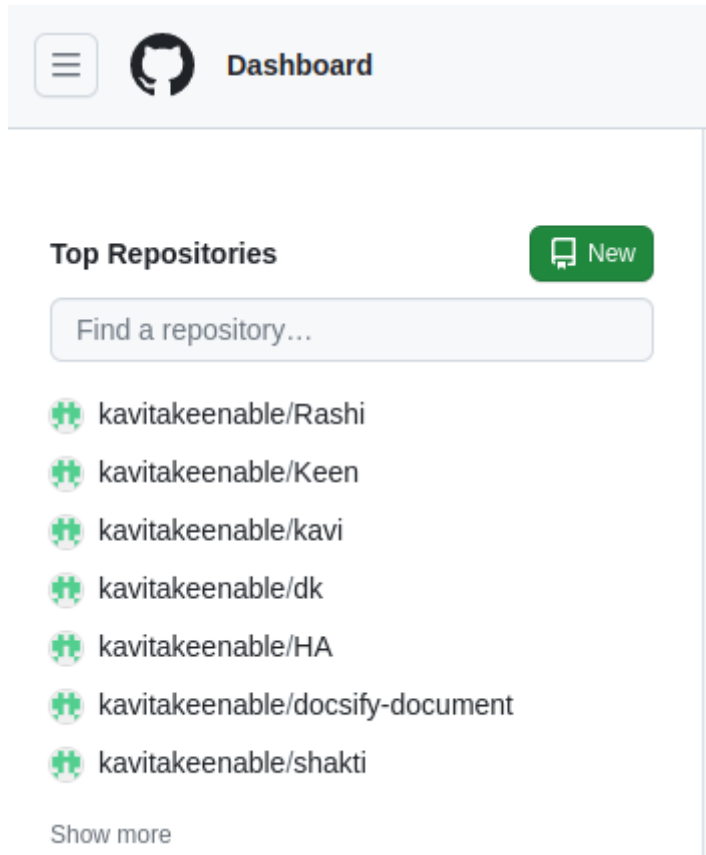 Dashboard
Top Repositories
New
Find a repository…
kavitakeenable/Rashi
kavitakeenable/Keen
kavitakeenable/kavi
kavitakeenable/dk
kavitakeenable/HA
kavitakeenable/docsify-document
kavitakeenable/shakti
Show more